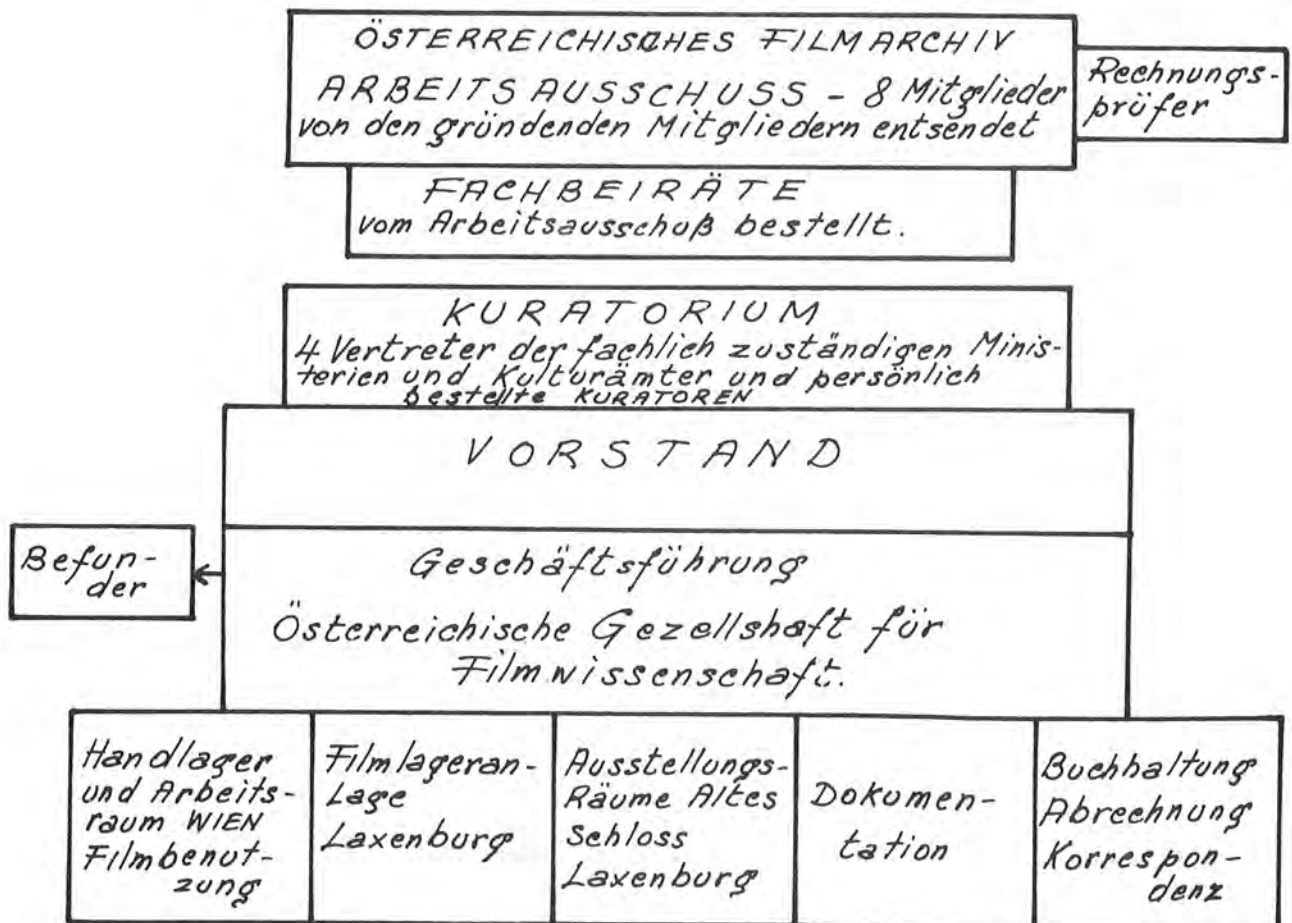 ÖSTERREICHISCHES FILMARCHIV
ARBEITSAUSSCHUSS - 8 Mitglieder
von den gründenden Mitgliedern entsendet
Rechnungs-
prüfer
FACHBEIRÄTE
vom Arbeitsausschuß bestellt.
KURATORIUM
4 Vertreter der fachlich zuständigen Minis-
terien und Kulturämter und persönlich
bestellte KURATOREN
VORSTAND
Befun-
der
Geschäftsführung
Österreichische Gezellshaft für
Filmwissenschaft.
Handlager
und Arbeits-
raum WIEN
Filmbenut-
zung
Filmlageran-
Lage
Laxenburg
Ausstellungs-
Räume Altes
Schloss
Laxenburg
Dokumen-
tation
Buchhaltung
Abrechnung
Korrespon-
denz